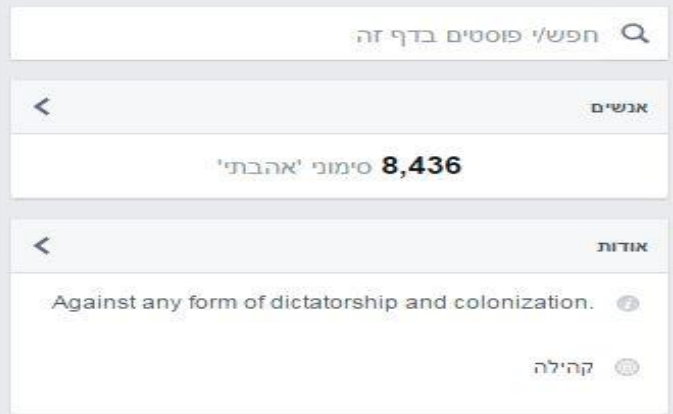 חפש/י פוסטים בדף זה
אנשים
8,436 סימוני 'אהבתי'
אודות
Against any form of dictatorship and colonization.
קהילה